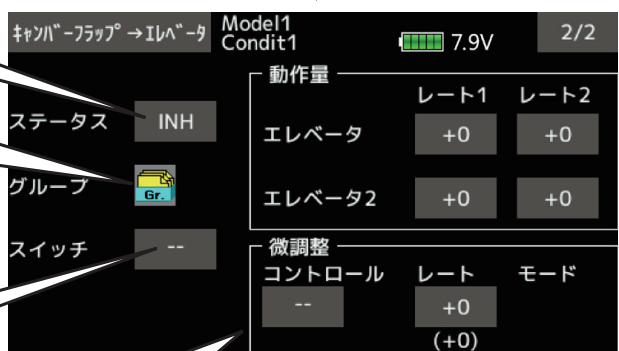 ｷｬﾝﾊﾞｰﾌﾗｯﾌﾟ→ｴﾚﾍﾞｰﾀ
Model1
Condit1
7.9V
2/2
動作量
レート1 レート2
ステータス INH
エレベータ +0 +0
グループ Gr.
エレベータ2 +0 +0
スイッチ --
微調整
コントロール レート モード
-- +0
(+0)